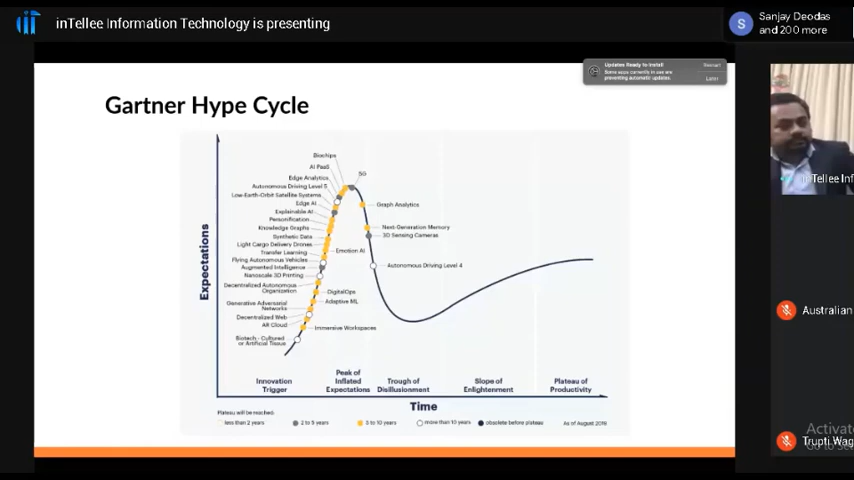 inTellee Information Technology is presenting
S
Sanjay Deodas
and 200 more
Updates Ready to Install
Some apps currently in use are
preventing automatic updates.
Restart
Later
Gartner Hype Cycle
Expectations
Biochips
AI PaaS
Edge Analytics
Autonomous Driving Level 5
Low-Earth-Orbit Satellite Systems
Edge AI
Explainable AI
Personification
Knowledge Graphs
Synthetic Data
Light Cargo Delivery Drones
Transfer Learning
Flying Autonomous Vehicles
Augmented Intelligence
Nanoscale 3D Printing
Decentralized Autonomous
Organization
Generative Adversarial
Networks
Decentralized Web
AR Cloud
Biotech - Cultured
or Artificial Tissue
5G
Graph Analytics
Next-Generation Memory
3D Sensing Cameras
Emotion AI
Autonomous Driving Level 4
DigitalOps
Adaptive ML
Immersive Workspaces
Innovation
Trigger
Peak of
Inflated
Expectations
Trough of
Disillusionment
Slope of
Enlightenment
Plateau of
Productivity
Time
Plateau will be reached:
less than 2 years
2 to 5 years
5 to 10 years
more than 10 years
obsolete before plateau
As of August 2019
inTellee Inf
Australian
Activate
Trupti Wag